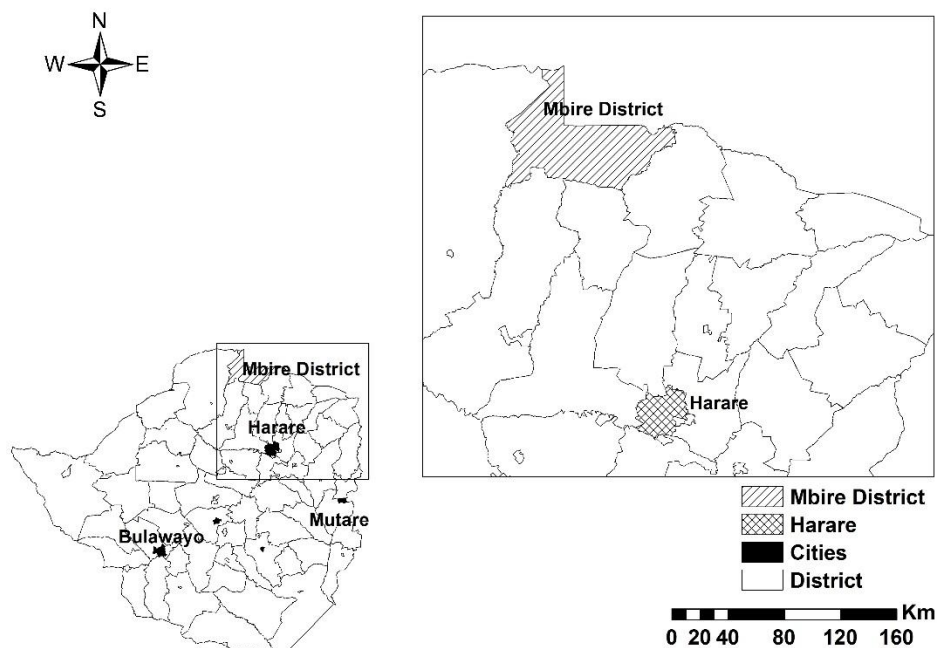 N
W E
S
Mbire District
Harare
Mbire District
Harare
Mutare
Bulawayo
Mbire District
Harare
Cities
District
Km
0 20 40 80 120 160